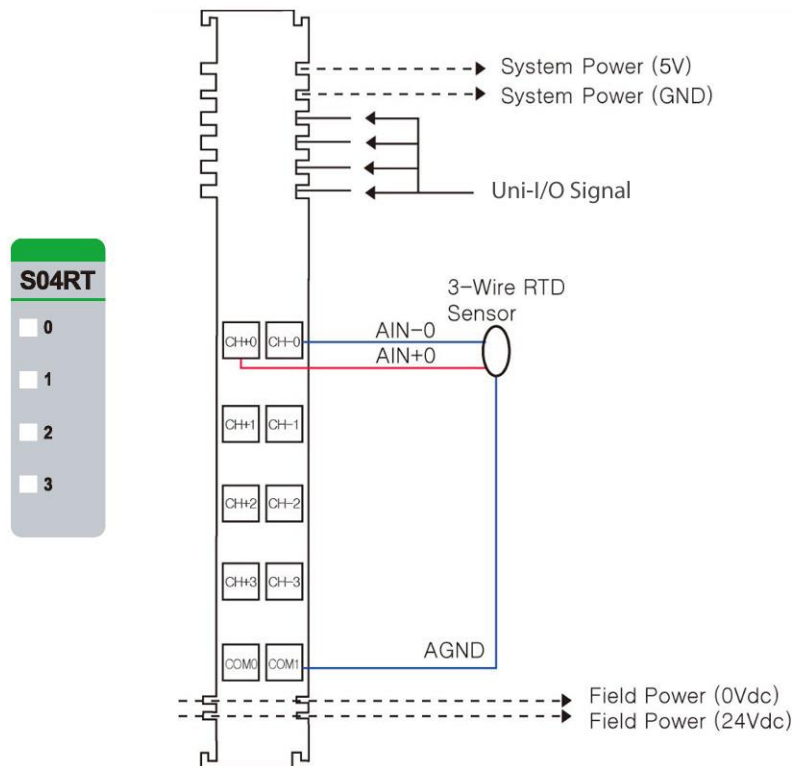 System Power (5V)
System Power (GND)
Uni-I/O Signal
S04RT
0
1
2
3
3-Wire RTD
Sensor
AIN-0
AIN+0
CH+0 CH-0
CH+1 CH-1
CH+2 CH-2
CH+3 CH-3
AGND
COM0 COM1
Field Power (0Vdc)
Field Power (24Vdc)